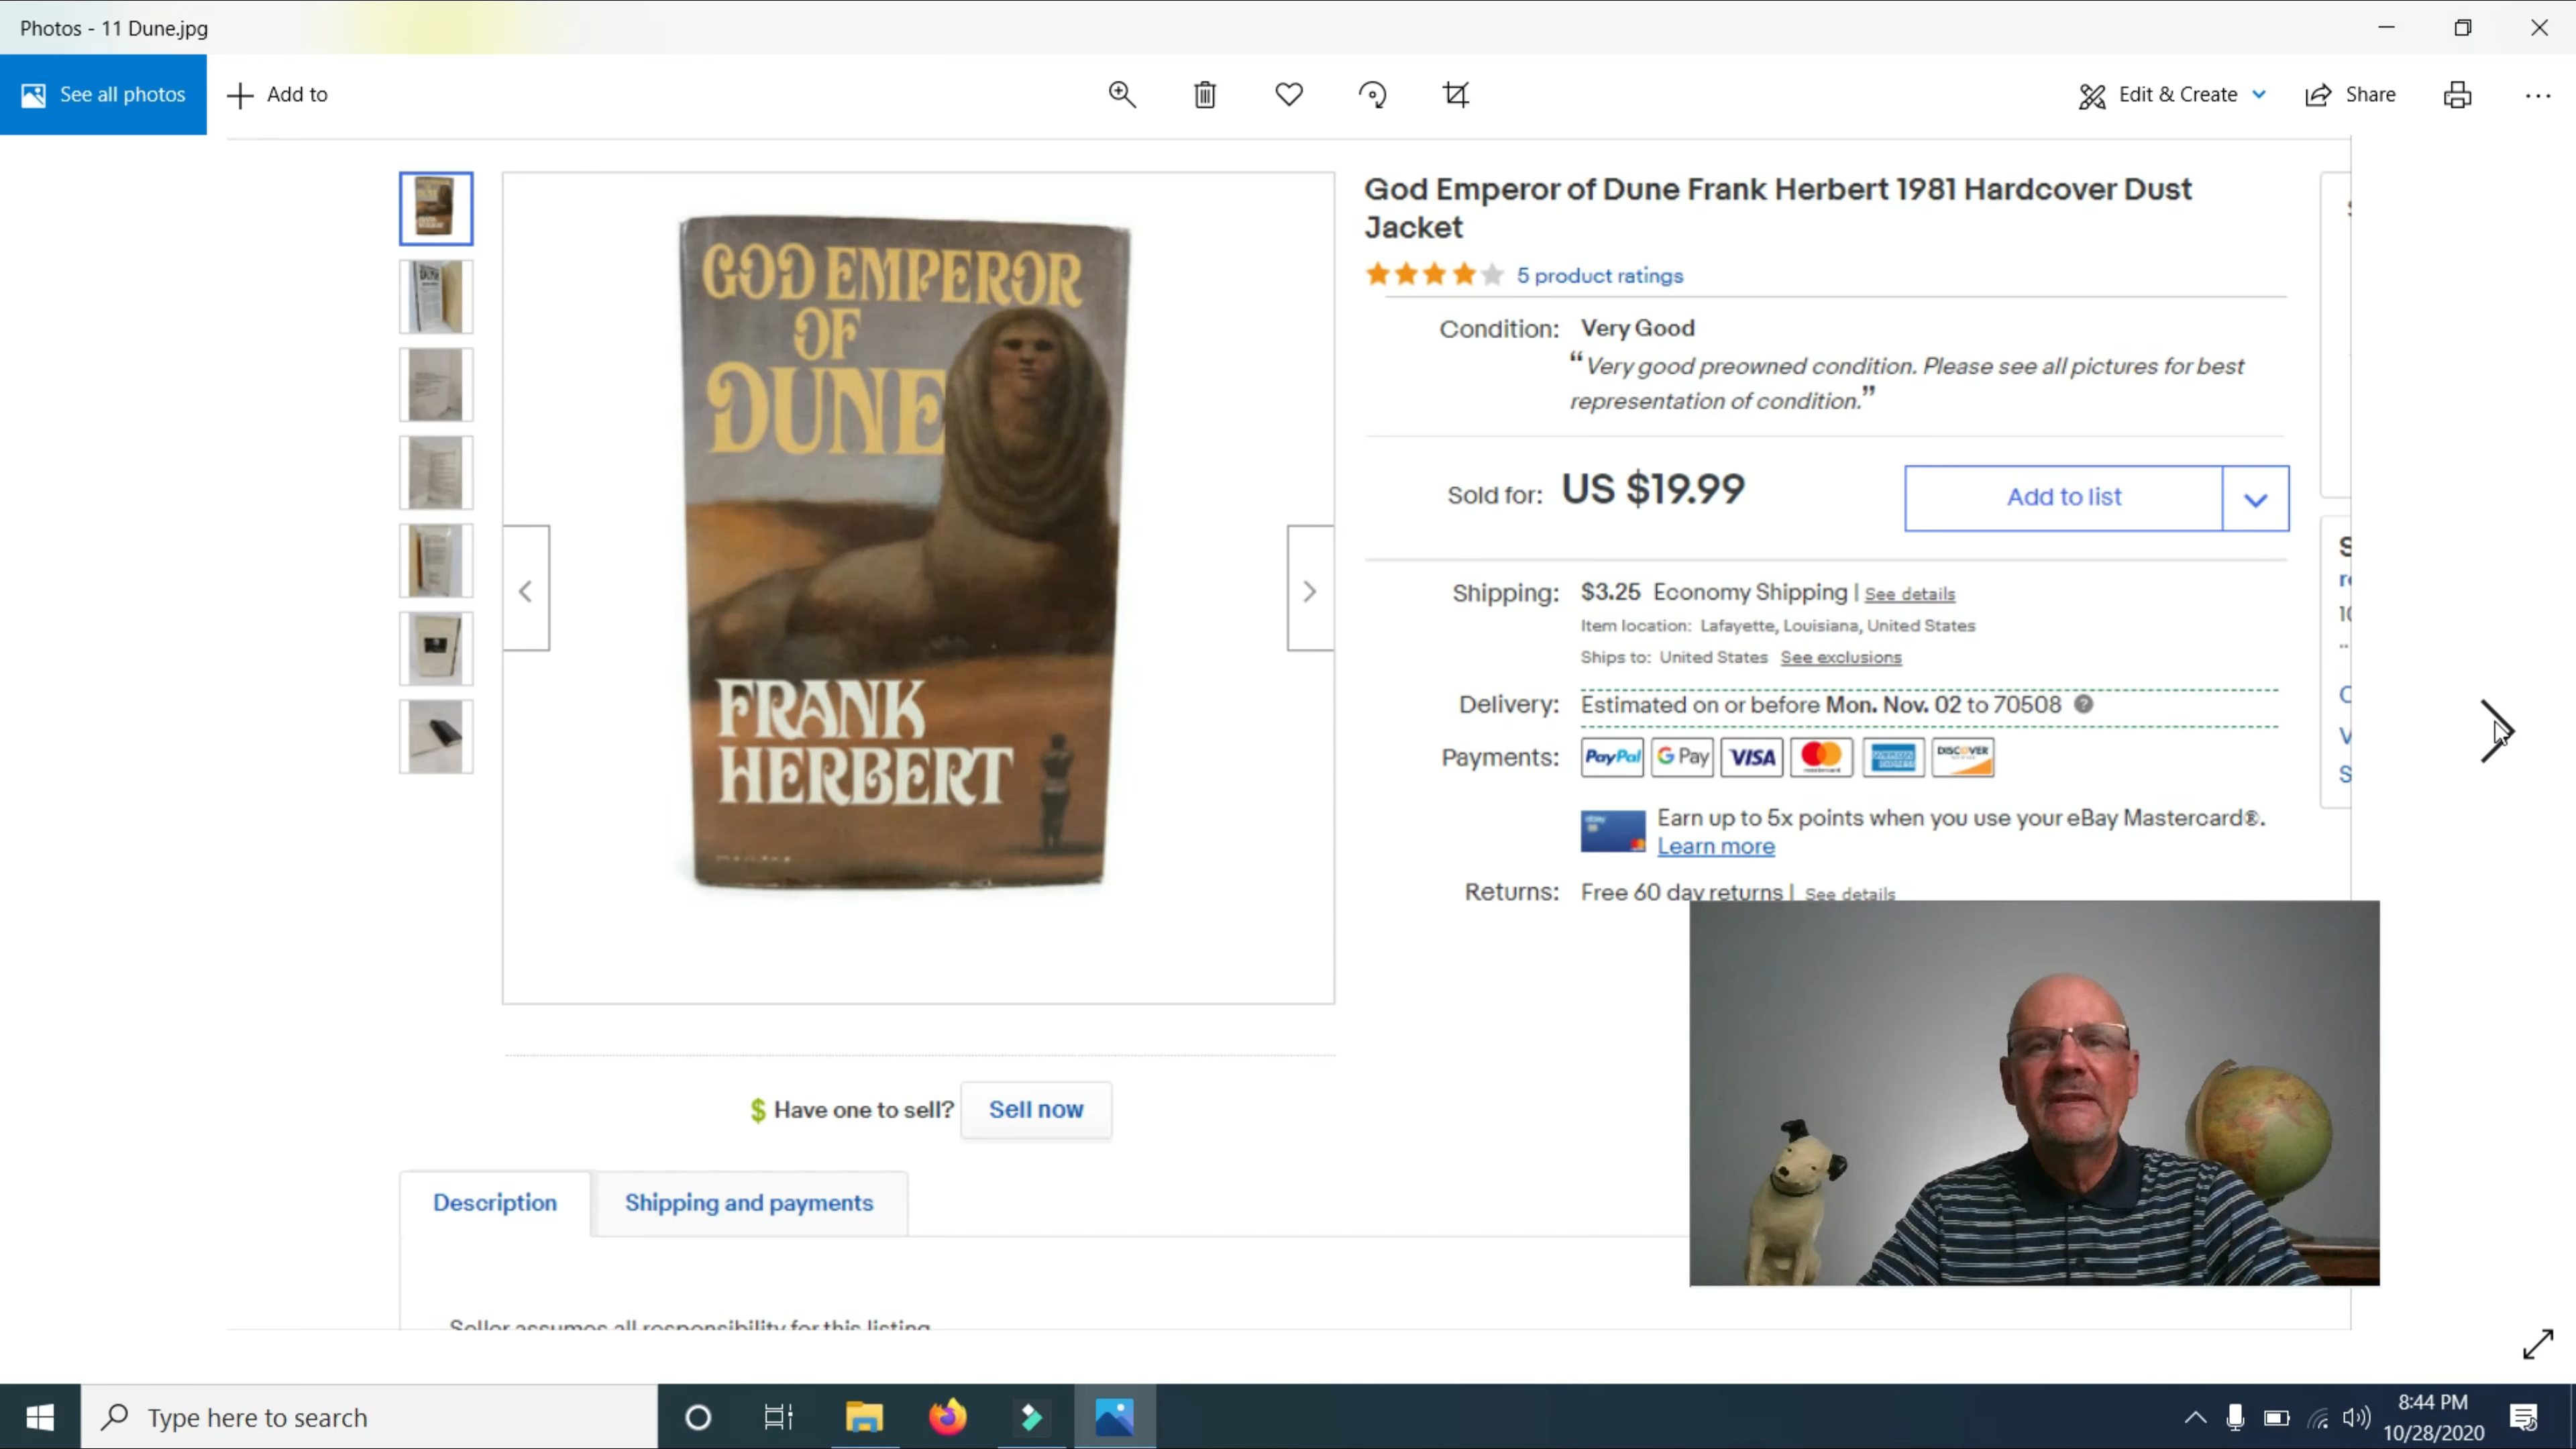 Photos - 11 Dune.jpg
See all photos
Add to
Edit & Create
Share
God Emperor of Dune Frank Herbert 1981 Hardcover Dust
Jacket
5 product ratings
Condition: Very Good
“Very good preowned condition. Please see all pictures for best
representation of condition.”
Sold for: US $19.99
Add to list
Shipping: $3.25 Economy Shipping | See details
Item location: Lafayette, Louisiana, United States
Ships to: United States See exclusions
Delivery: Estimated on or before Mon. Nov. 02 to 70508
Payments: PayPal G Pay VISA mastercard AMERICAN EXPRESS DISCOVER
Earn up to 5x points when you use your eBay Mastercard®.
Learn more
Returns: Free 60 day returns | See details
GOD EMPEROR
OF
DUNE
FRANK
HERBERT
$ Have one to sell? Sell now
Description
Shipping and payments
Seller assumes all responsibility for this listing
Type here to search
8:44 PM
10/28/2020